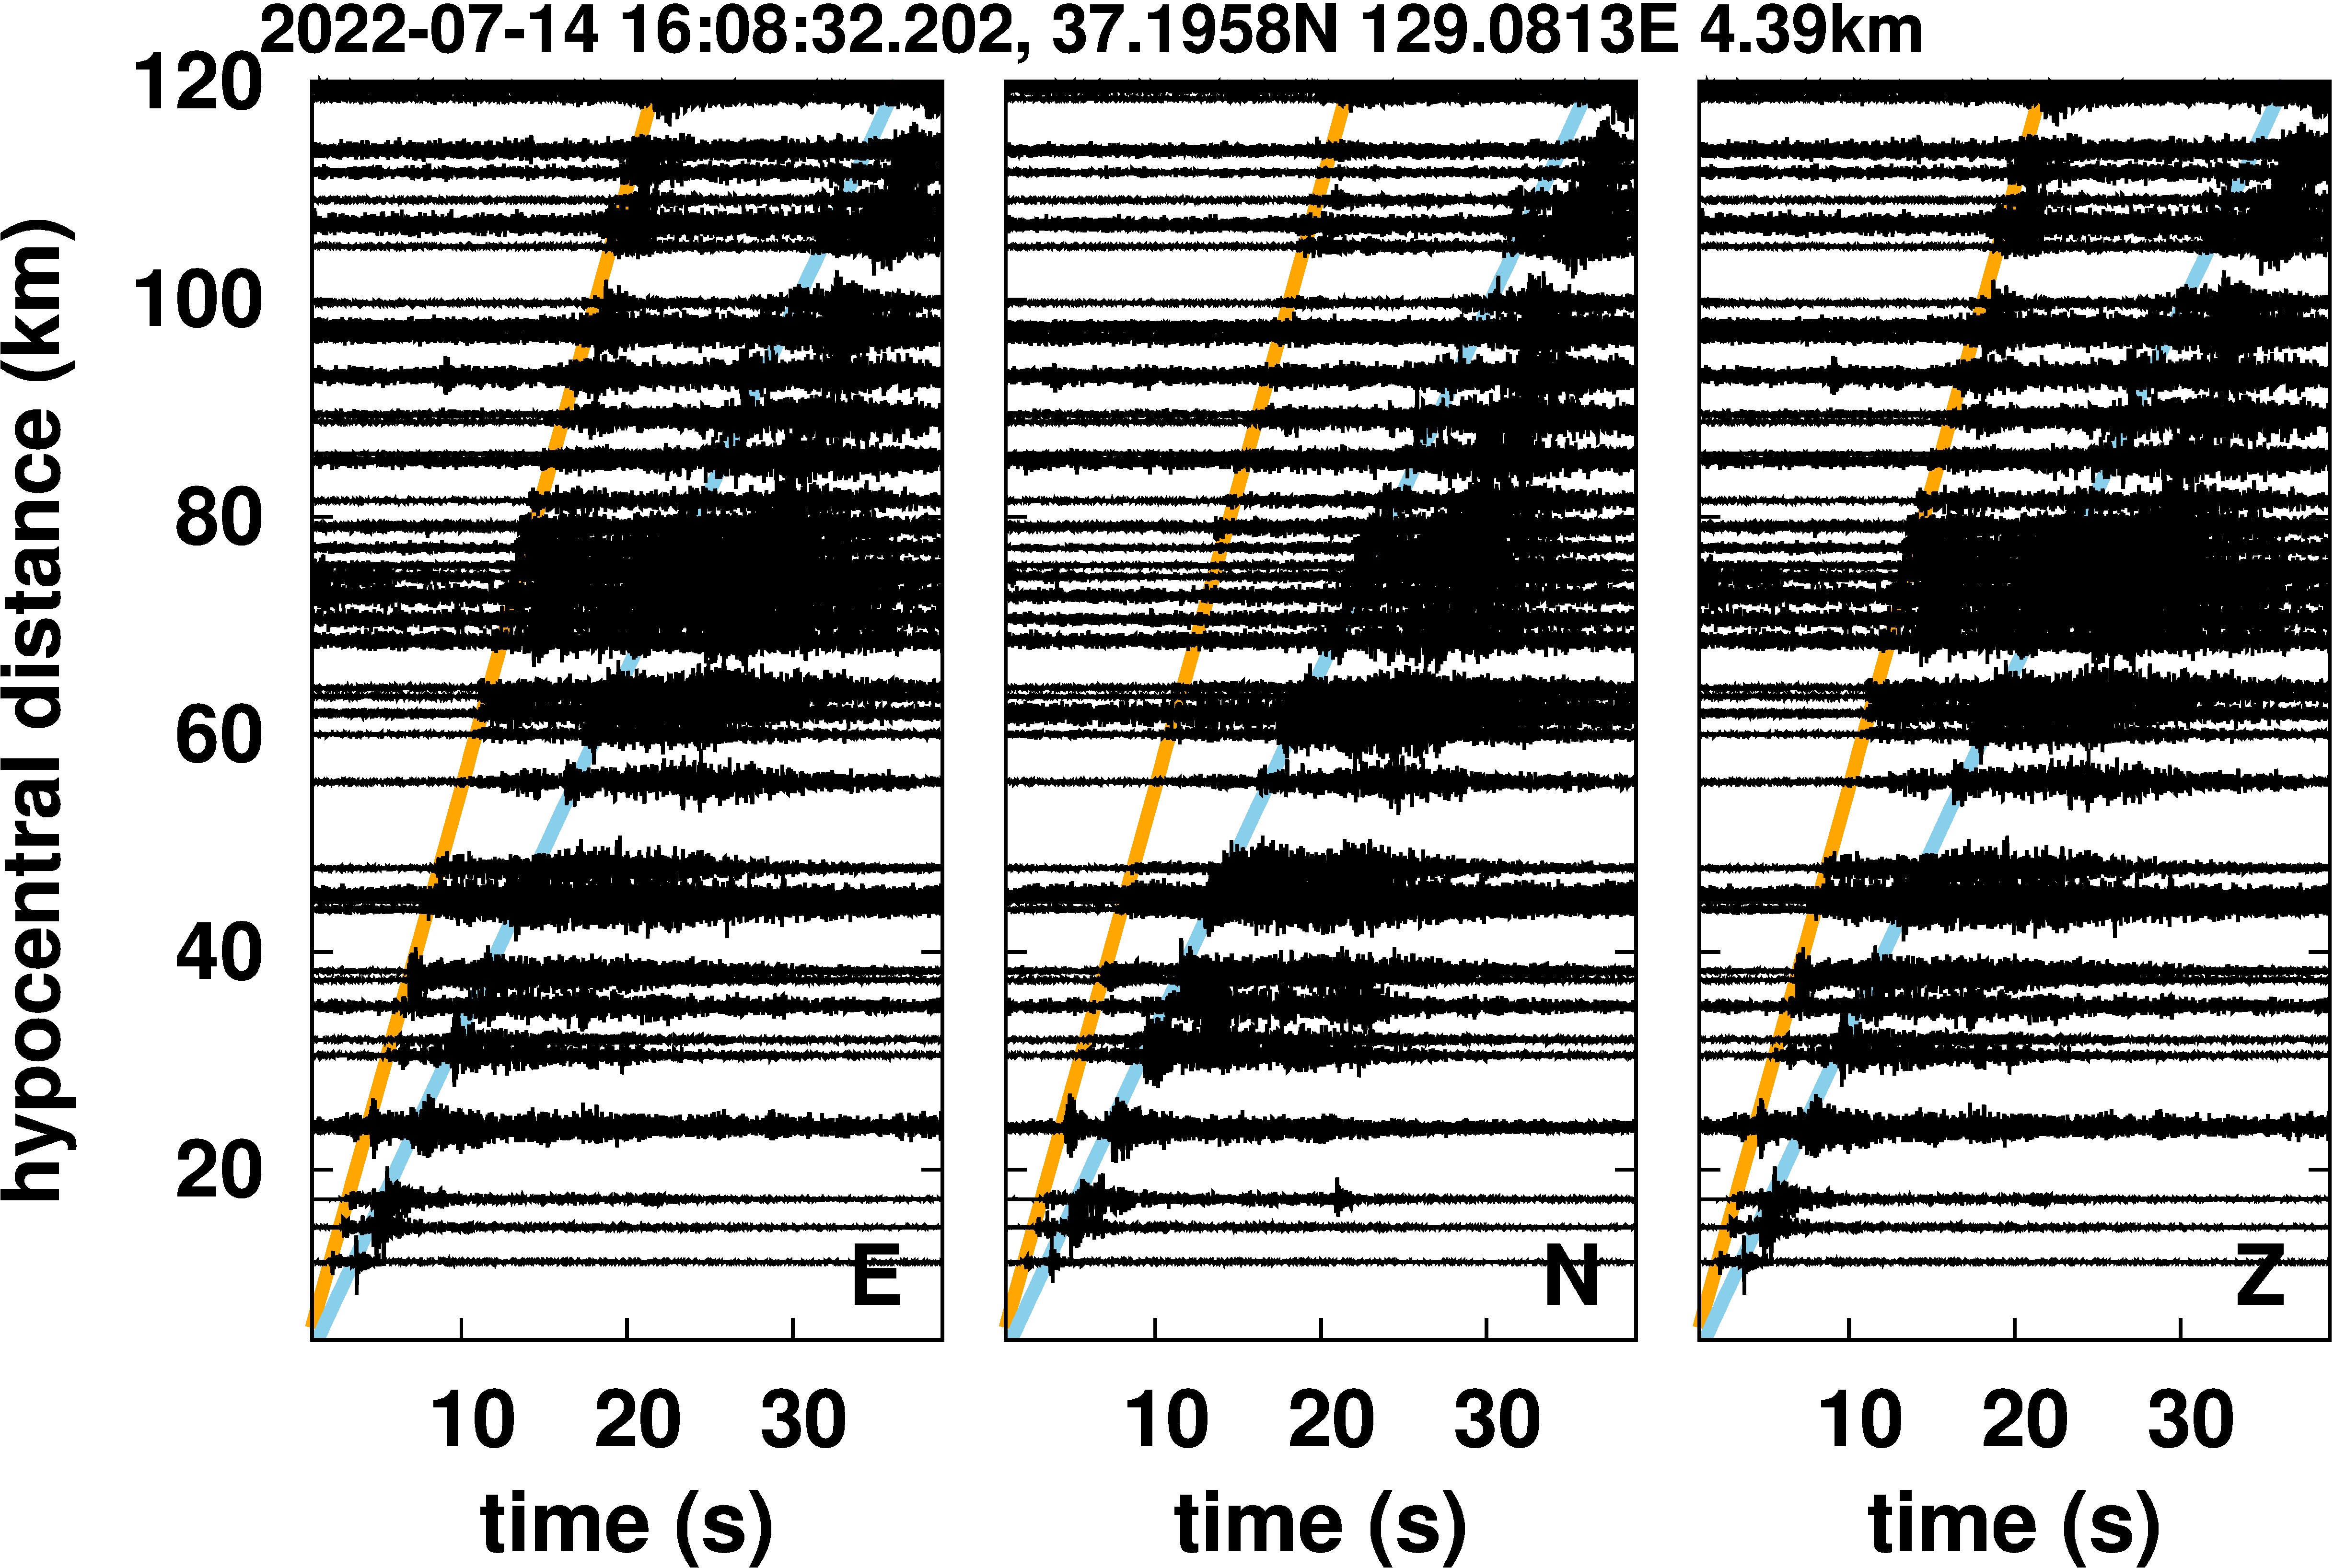 2022-07-14 16:08:32.202, 37.1958N 129.0813E 4.39km
hypocentral distance (km)
120
100
80
60
40
20
E
N
Z
10 20 30
10 20 30
10 20 30
time (s)
time (s)
time (s)